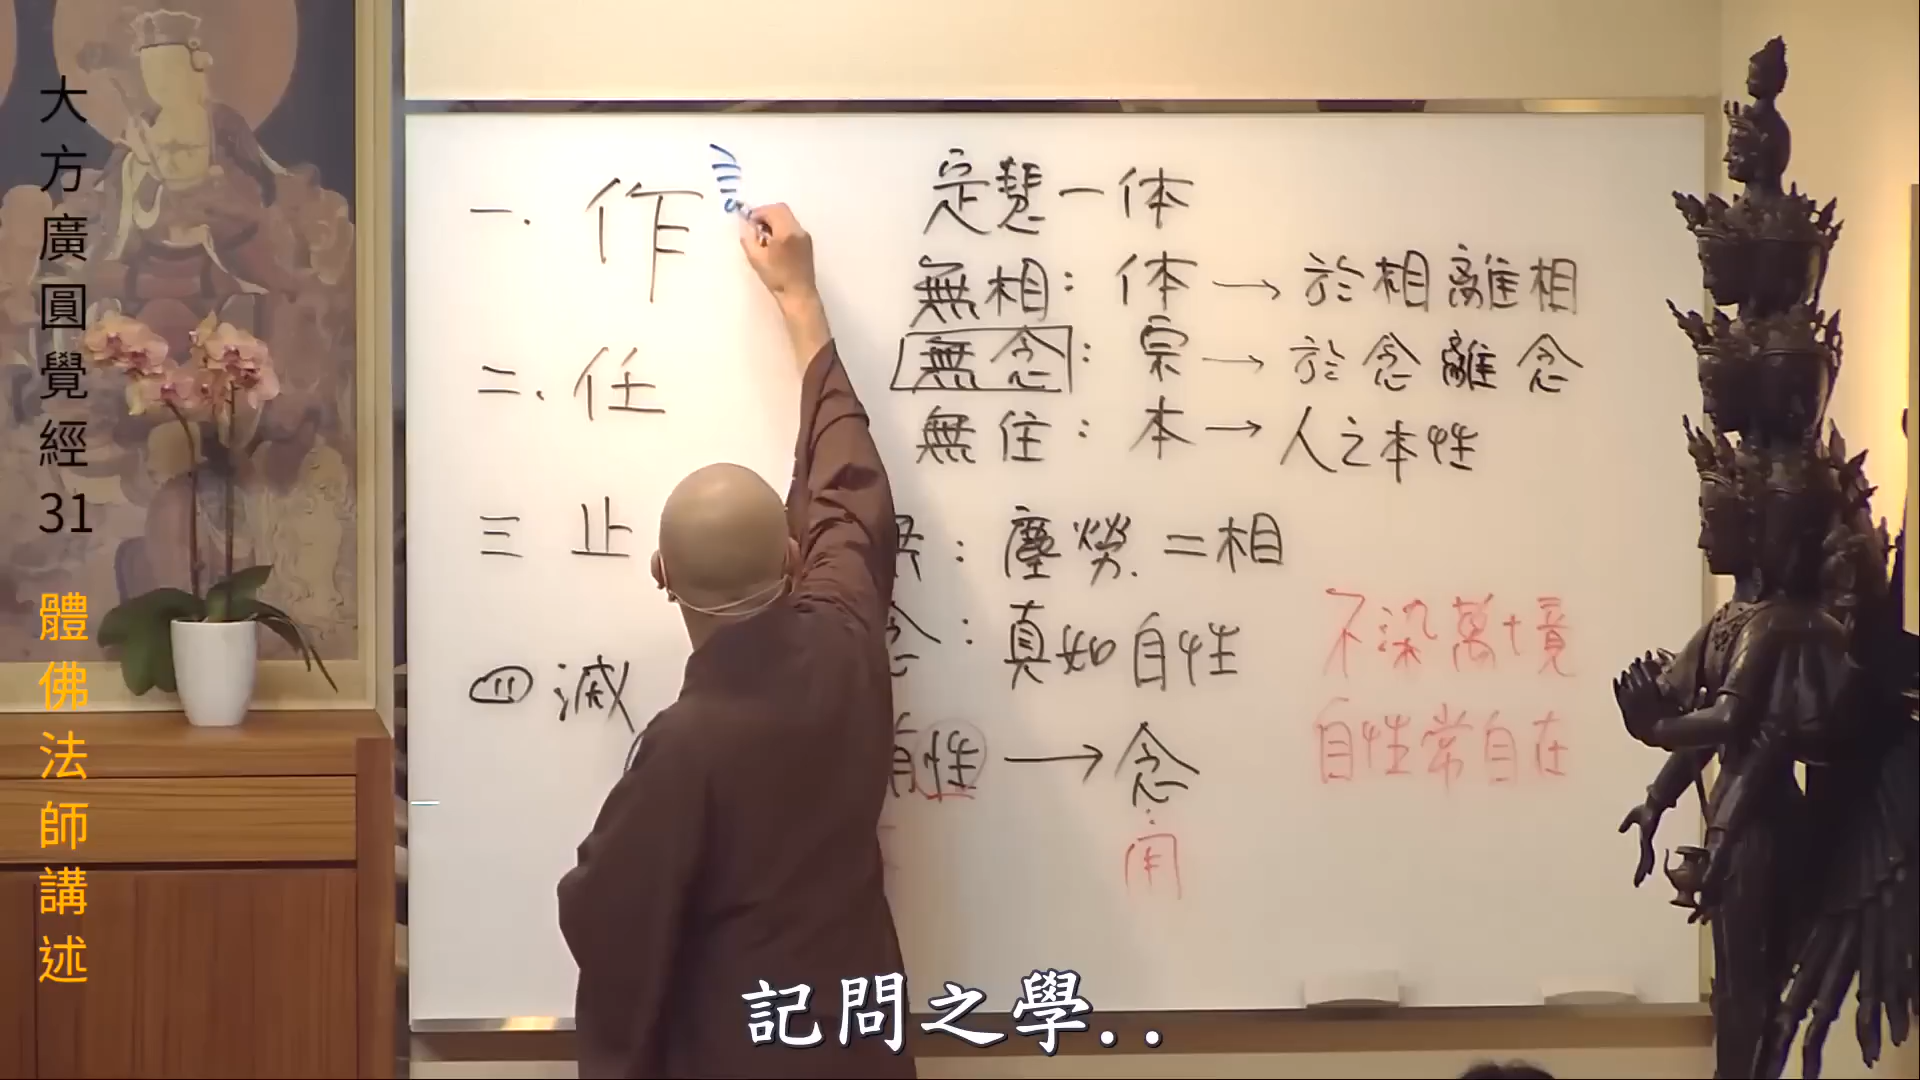 大方廣圓覺經31 體佛法師講述
一. 作
二. 任
三 止
四 滅
定慧一体
無相: 体→於相離相
無念: 宗→於念離念
無住: 本→人之本性
無: 塵勞 二相
念: 真如自性
性→念
用
不染萬境
自性常自在
記問之學..